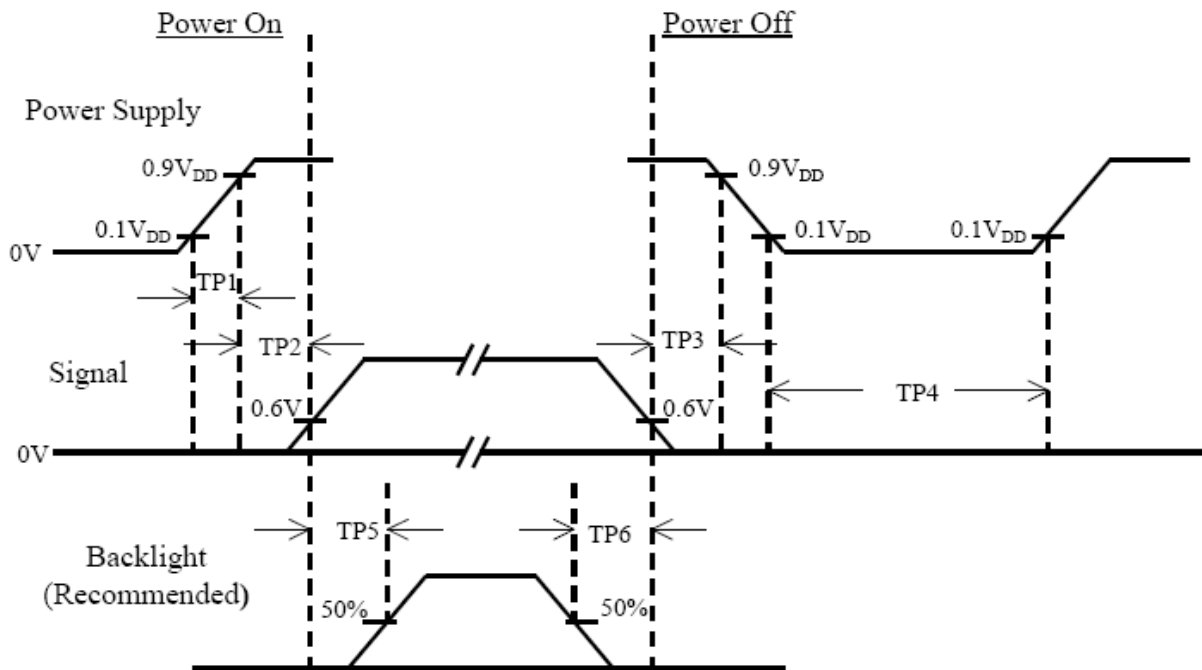 Power On
Power Off
Power Supply
0.9VDD
0.9VDD
0.1VDD
0.1VDD
0.1VDD
0V
TP1
TP2
TP3
Signal
TP4
0.6V
0.6V
0V
TP5
TP6
Backlight
(Recommended)
50%
50%